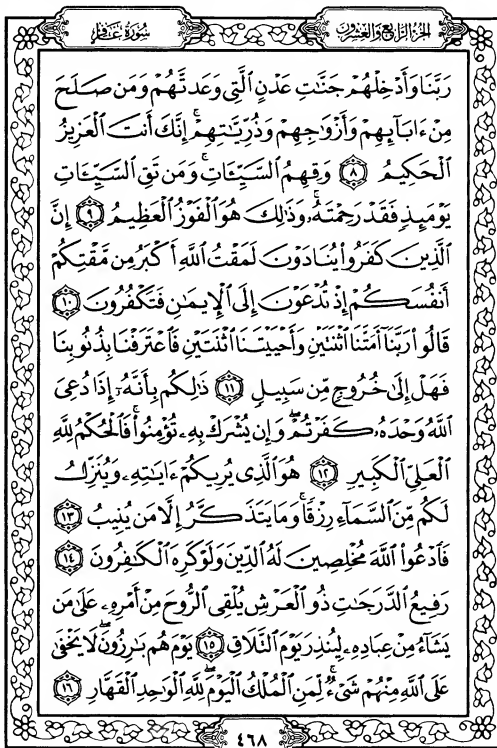 الجزء الرابع والعشرون
سورة غافر
رَبَّنَا وَأَدْخِلْهُمْ جَنَّٰتِ عَدْنٍ ٱلَّتِى وَعَدتَّهُمْ وَمَن صَلَحَ
مِنْ ءَابَآئِهِمْ وَأَزْوَٰجِهِمْ وَذُرِّيَّٰتِهِمْ ۚ إِنَّكَ أَنتَ ٱلْعَزِيزُ
ٱلْحَكِيمُ ٨ وَقِهِمُ ٱلسَّيِّـَٔاتِ ۚ وَمَن تَقِ ٱلسَّيِّـَٔاتِ
يَوْمَئِذٍ فَقَدْ رَحِمْتَهُۥ ۚ وَذَٰلِكَ هُوَ ٱلْفَوْزُ ٱلْعَظِيمُ ٩ إِنَّ
ٱلَّذِينَ كَفَرُوا۟ يُنَادَوْنَ لَمَقْتُ ٱللَّهِ أَكْبَرُ مِن مَّقْتِكُمْ
أَنفُسَكُمْ إِذْ تُدْعَوْنَ إِلَى ٱلْإِيمَٰنِ فَتَكْفُرُونَ ١٠
قَالُوا۟ رَبَّنَآ أَمَتَّنَا ٱثْنَتَيْنِ وَأَحْيَيْتَنَا ٱثْنَتَيْنِ فَٱعْتَرَفْنَا بِذُنُوبِنَا
فَهَلْ إِلَىٰ خُرُوجٍ مِّن سَبِيلٍ ١١ ذَٰلِكُم بِأَنَّهُۥٓ إِذَا دُعِىَ
ٱللَّهُ وَحْدَهُۥ كَفَرْتُمْ ۖ وَإِن يُشْرَكْ بِهِۦ تُؤْمِنُوا۟ ۚ فَٱلْحُكْمُ لِلَّهِ
ٱلْعَلِىِّ ٱلْكَبِيرِ ١٢ هُوَ ٱلَّذِى يُرِيكُمْ ءَايَٰتِهِۦ وَيُنَزِّلُ
لَكُم مِّنَ ٱلسَّمَآءِ رِزْقًا ۚ وَمَا يَتَذَكَّرُ إِلَّا مَن يُنِيبُ ١٣
فَٱدْعُوا۟ ٱللَّهَ مُخْلِصِينَ لَهُ ٱلدِّينَ وَلَوْ كَرِهَ ٱلْكَٰفِرُونَ ١٤
رَفِيعُ ٱلدَّرَجَٰتِ ذُو ٱلْعَرْشِ يُلْقِى ٱلرُّوحَ مِنْ أَمْرِهِۦ عَلَىٰ مَن
يَشَآءُ مِنْ عِبَادِهِۦ لِيُنذِرَ يَوْمَ ٱلتَّلَاقِ ١٥ يَوْمَ هُم بَٰرِزُونَ ۖ لَا يَخْفَىٰ
عَلَى ٱللَّهِ مِنْهُمْ شَىْءٌ ۚ لِّمَنِ ٱلْمُلْكُ ٱلْيَوْمَ ۖ لِلَّهِ ٱلْوَٰحِدِ ٱلْقَهَّارِ ١٦
٤٦٨